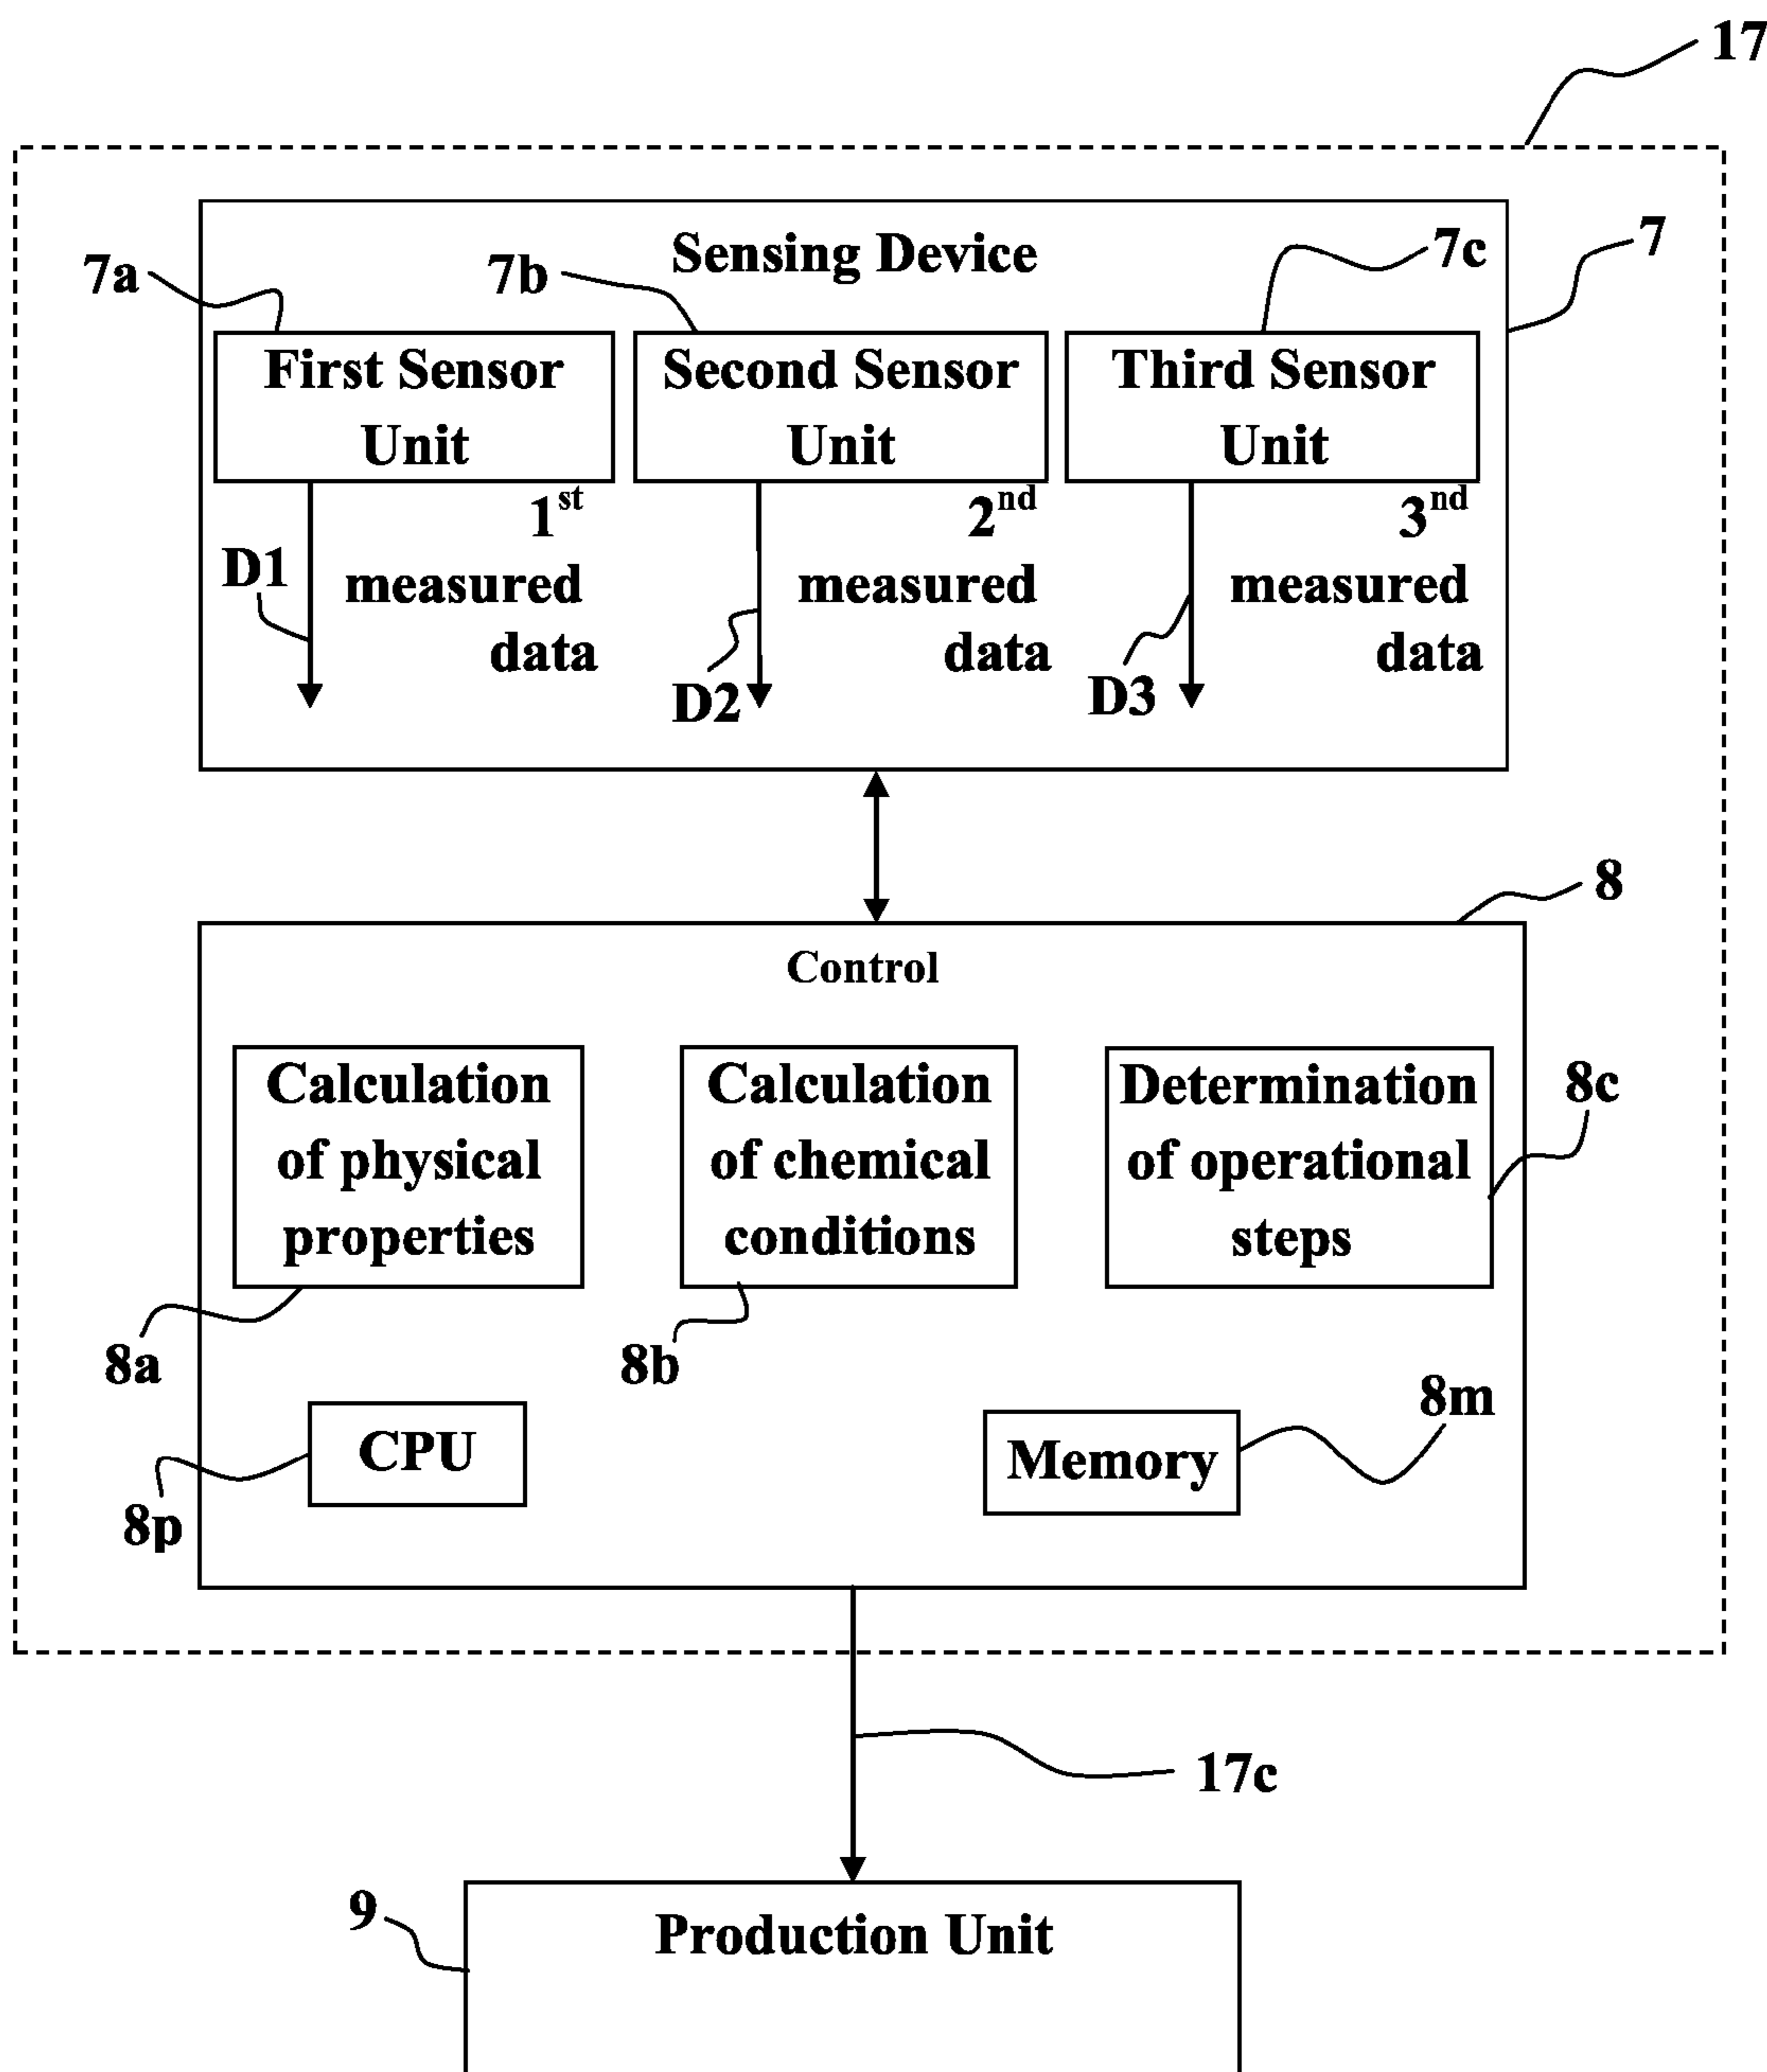 17
Sensing Device
7
7a
7b
7c
First Sensor
Unit
Second Sensor
Unit
Third Sensor
Unit
1st
measured
data
2nd
measured
data
3nd
measured
data
D1
D2
D3
8
Control
Calculation
of physical
properties
Calculation
of chemical
conditions
Determination
of operational
steps
8c
8a
8b
CPU
Memory
8m
8p
17c
9
Production Unit